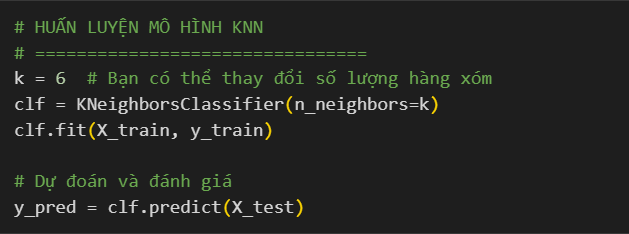 # HUẤN LUYỆN MÔ HÌNH KNN
# ================================
k = 6  # Bạn có thể thay đổi số lượng hàng xóm
clf = KNeighborsClassifier(n_neighbors=k)
clf.fit(X_train, y_train)

# Dự đoán và đánh giá
y_pred = clf.predict(X_test)